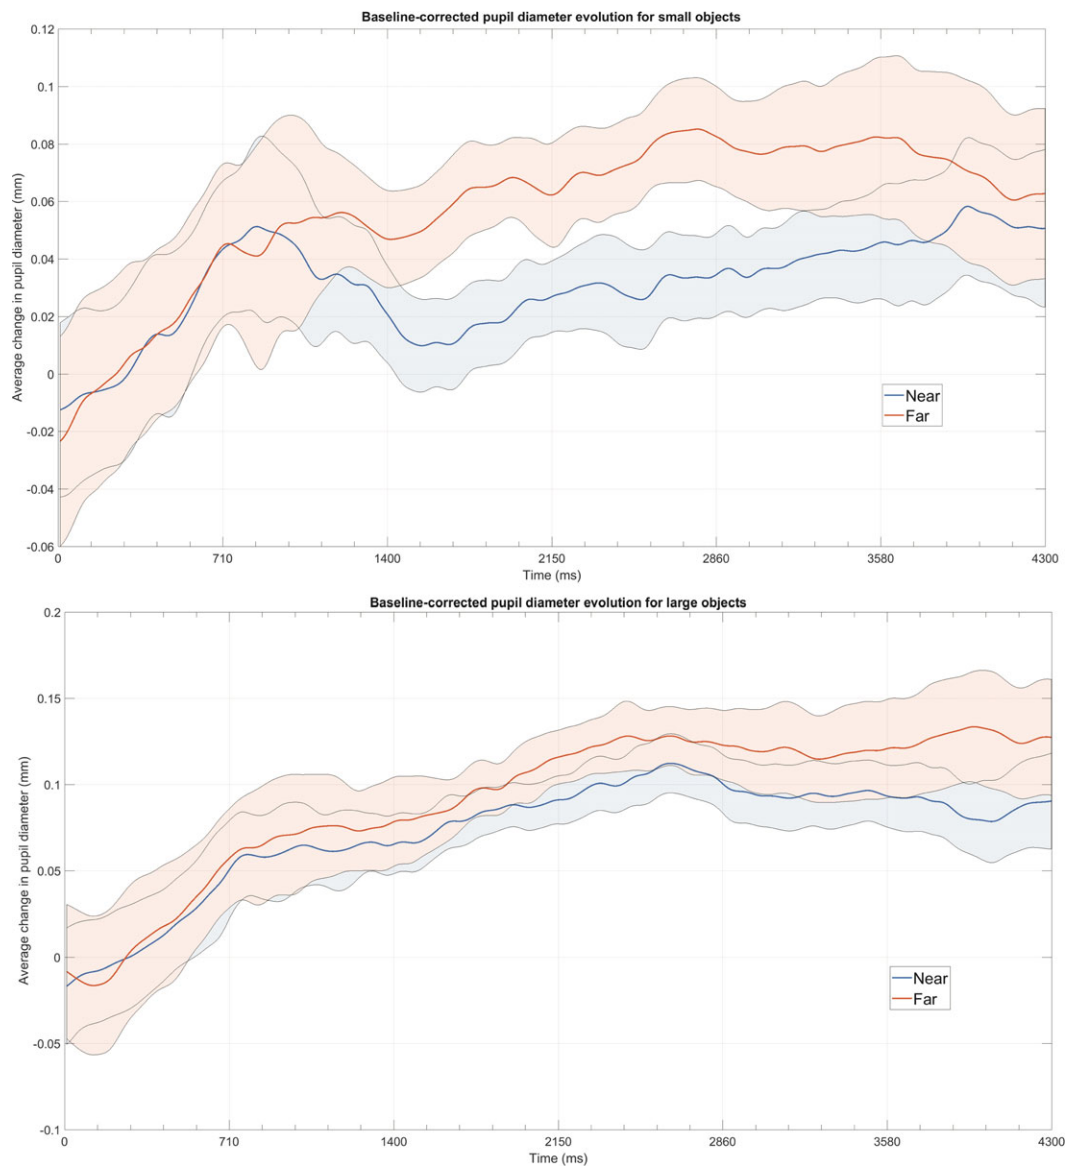 Baseline-corrected pupil diameter evolution for small objects
Average change in pupil diameter (mm)
0.12
0.1
0.08
0.06
0.04
0.02
0
-0.02
-0.04
-0.06
Near
Far
0 710 1400 2150 2860 3580 4300
Time (ms)
Baseline-corrected pupil diameter evolution for large objects
Average change in pupil diameter (mm)
0.2
0.15
0.1
0.05
0
-0.05
-0.1
Near
Far
0 710 1400 2150 2860 3580 4300
Time (ms)